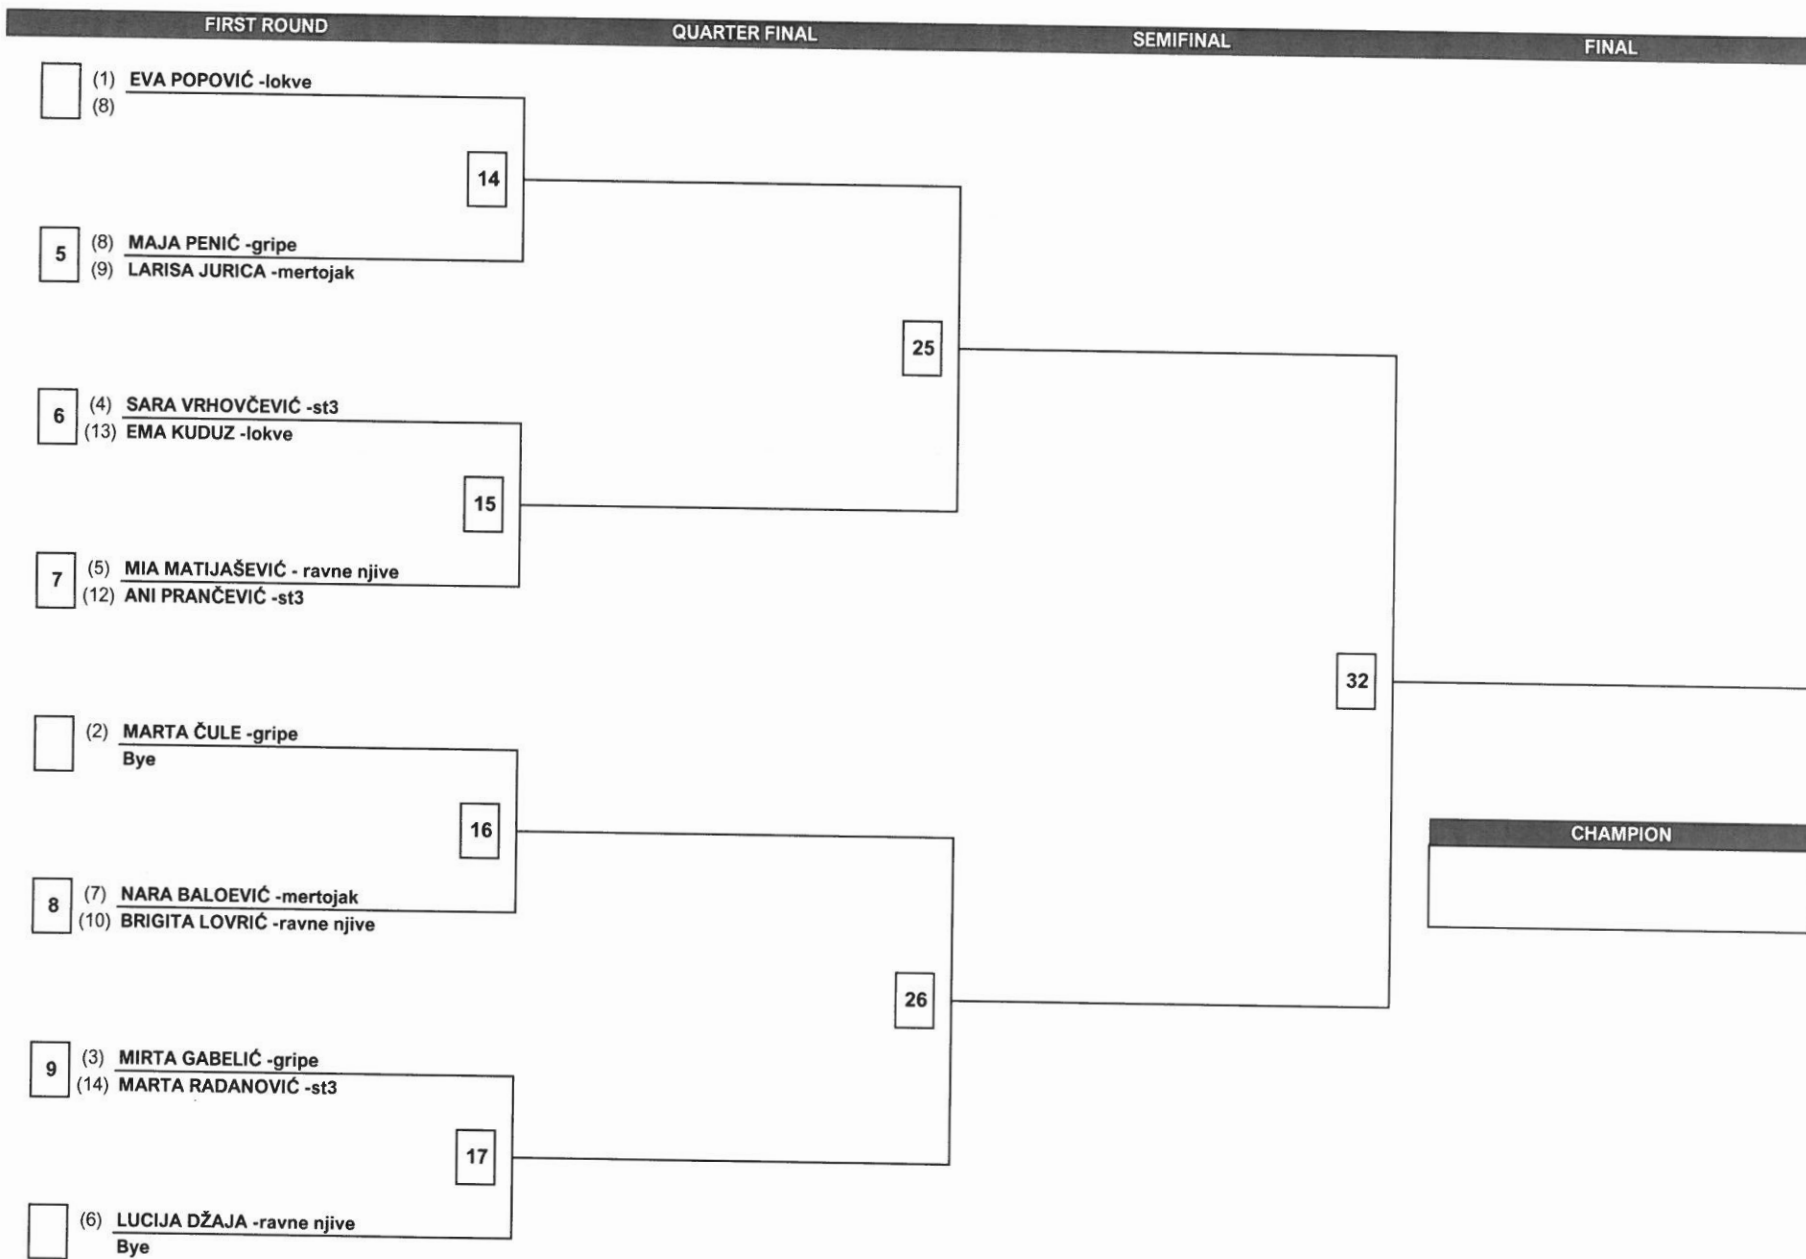 FIRST ROUND QUARTER FINAL SEMIFINAL FINAL
(1) EVA POPOVIĆ -lokve
(8)
14
5 (8) MAJA PENIĆ -gripe
(9) LARISA JURICA -mertojak
25
6 (4) SARA VRHOVČEVIĆ -st3
(13) EMA KUDUZ -lokve
15
7 (5) MIA MATIJAŠEVIĆ - ravne njive
(12) ANI PRANČEVIĆ -st3
32
(2) MARTA ČULE -gripe
Bye
16
CHAMPION
8 (7) NARA BALOEVIĆ -mertojak
(10) BRIGITA LOVRIĆ -ravne njive
26
9 (3) MIRTA GABELIĆ -gripe
(14) MARTA RADANOVIĆ -st3
17
(6) LUCIJA DŽAJA -ravne njive
Bye